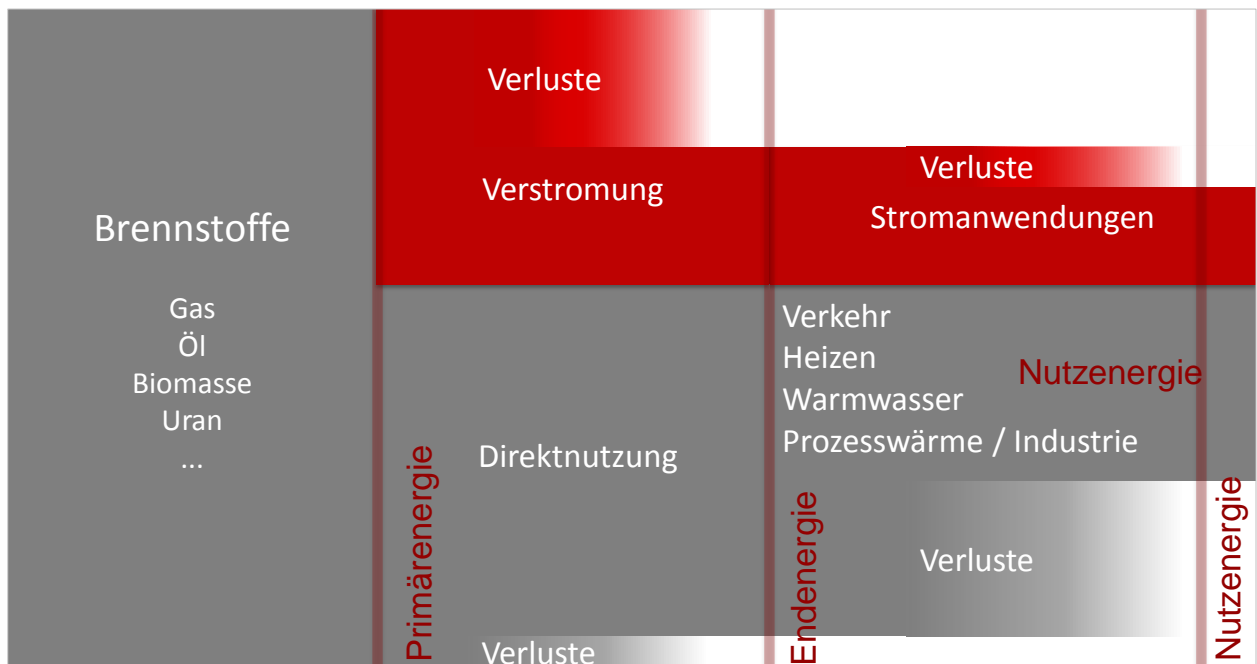 Brennstoffe
Gas
Öl
Biomasse
Uran
...
Primärenergie
Verluste
Verstromung
Direktnutzung
Verluste
Endenergie
Verluste
Stromanwendungen
Verkehr
Heizen
Warmwasser
Prozesswärme / Industrie
Nutzenergie
Verluste
Nutzenergie